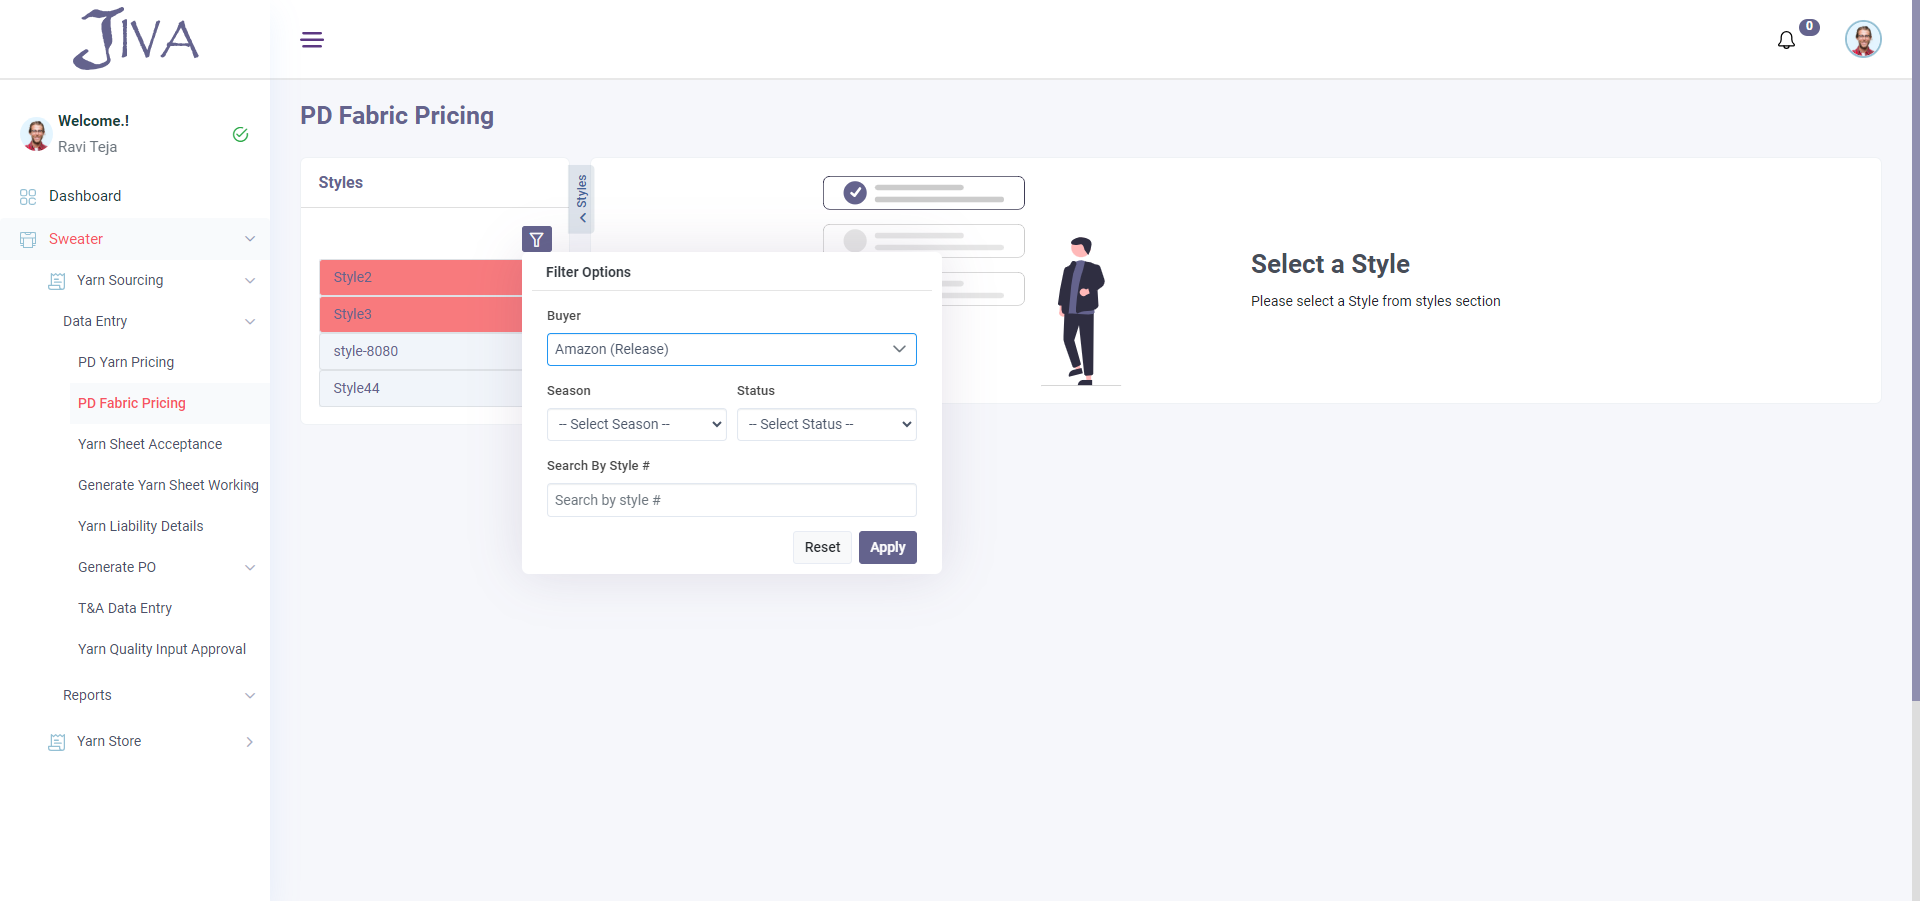 JIVA
0
Welcome.!
Ravi Teja
Dashboard
Sweater
Yarn Sourcing
Data Entry
PD Yarn Pricing
PD Fabric Pricing
Yarn Sheet Acceptance
Generate Yarn Sheet Working
Yarn Liability Details
Generate PO
T&A Data Entry
Yarn Quality Input Approval
Reports
Yarn Store
PD Fabric Pricing
Styles
Styles
Style2
Style3
style-8080
Style44
Filter Options
Buyer
Amazon (Release)
Season Status
-- Select Season -- -- Select Status --
Search By Style #
Search by style #
Reset Apply
Select a Style
Please select a Style from styles section